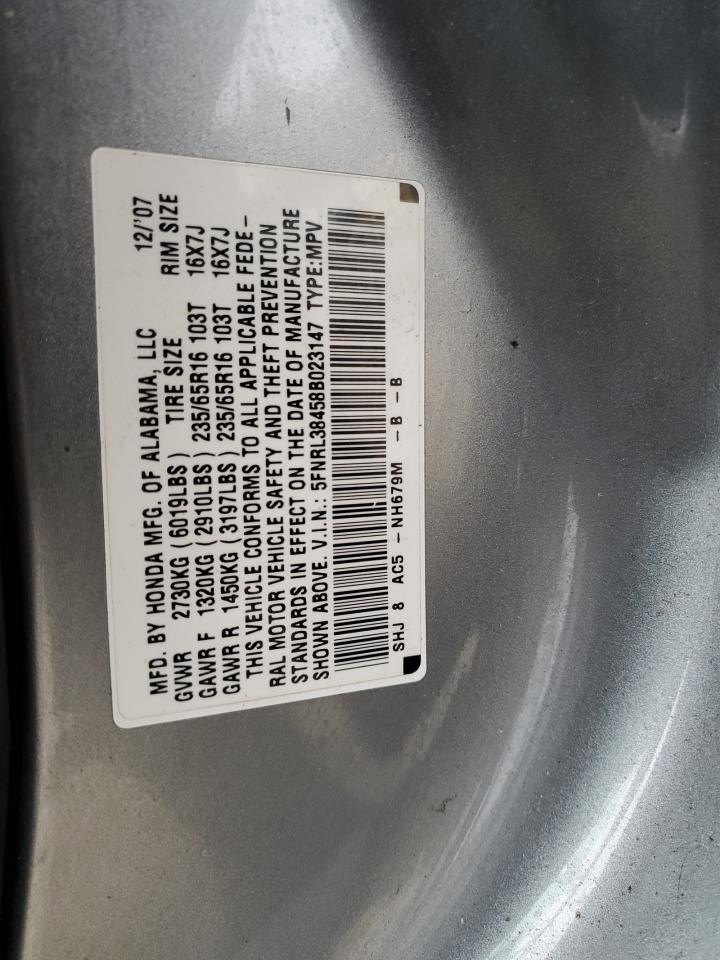 MFD. BY HONDA MFG. OF ALABAMA, LLC 12/'07
GVWR 2730KG (6019LBS) TIRE SIZE RIM SIZE
GAWR F 1320KG (2910LBS) 235/65R16 103T 16X7J
GAWR R 1450KG (3197LBS) 235/65R16 103T 16X7J
THIS VEHICLE CONFORMS TO ALL APPLICABLE FEDE-
RAL MOTOR VEHICLE SAFETY AND THEFT PREVENTION
STANDARDS IN EFFECT ON THE DATE OF MANUFACTURE
SHOWN ABOVE. V.I.N.: 5FNRL38458B023147 TYPE:MPV
SHJ 8 AC5 -NH679M -B -B